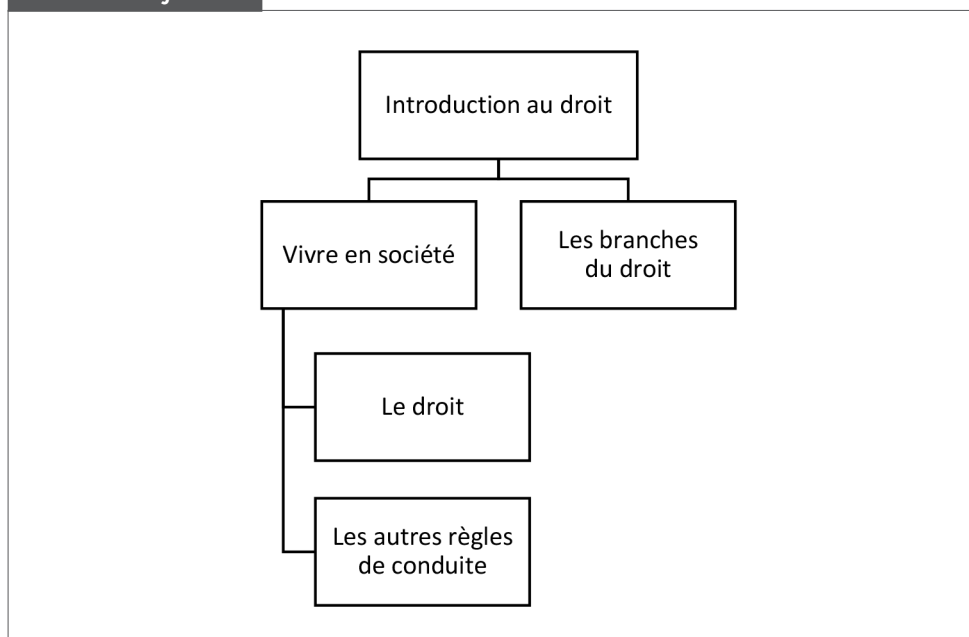 Introduction au droit
Vivre en société
Les branches
du droit
Le droit
Les autres règles
de conduite